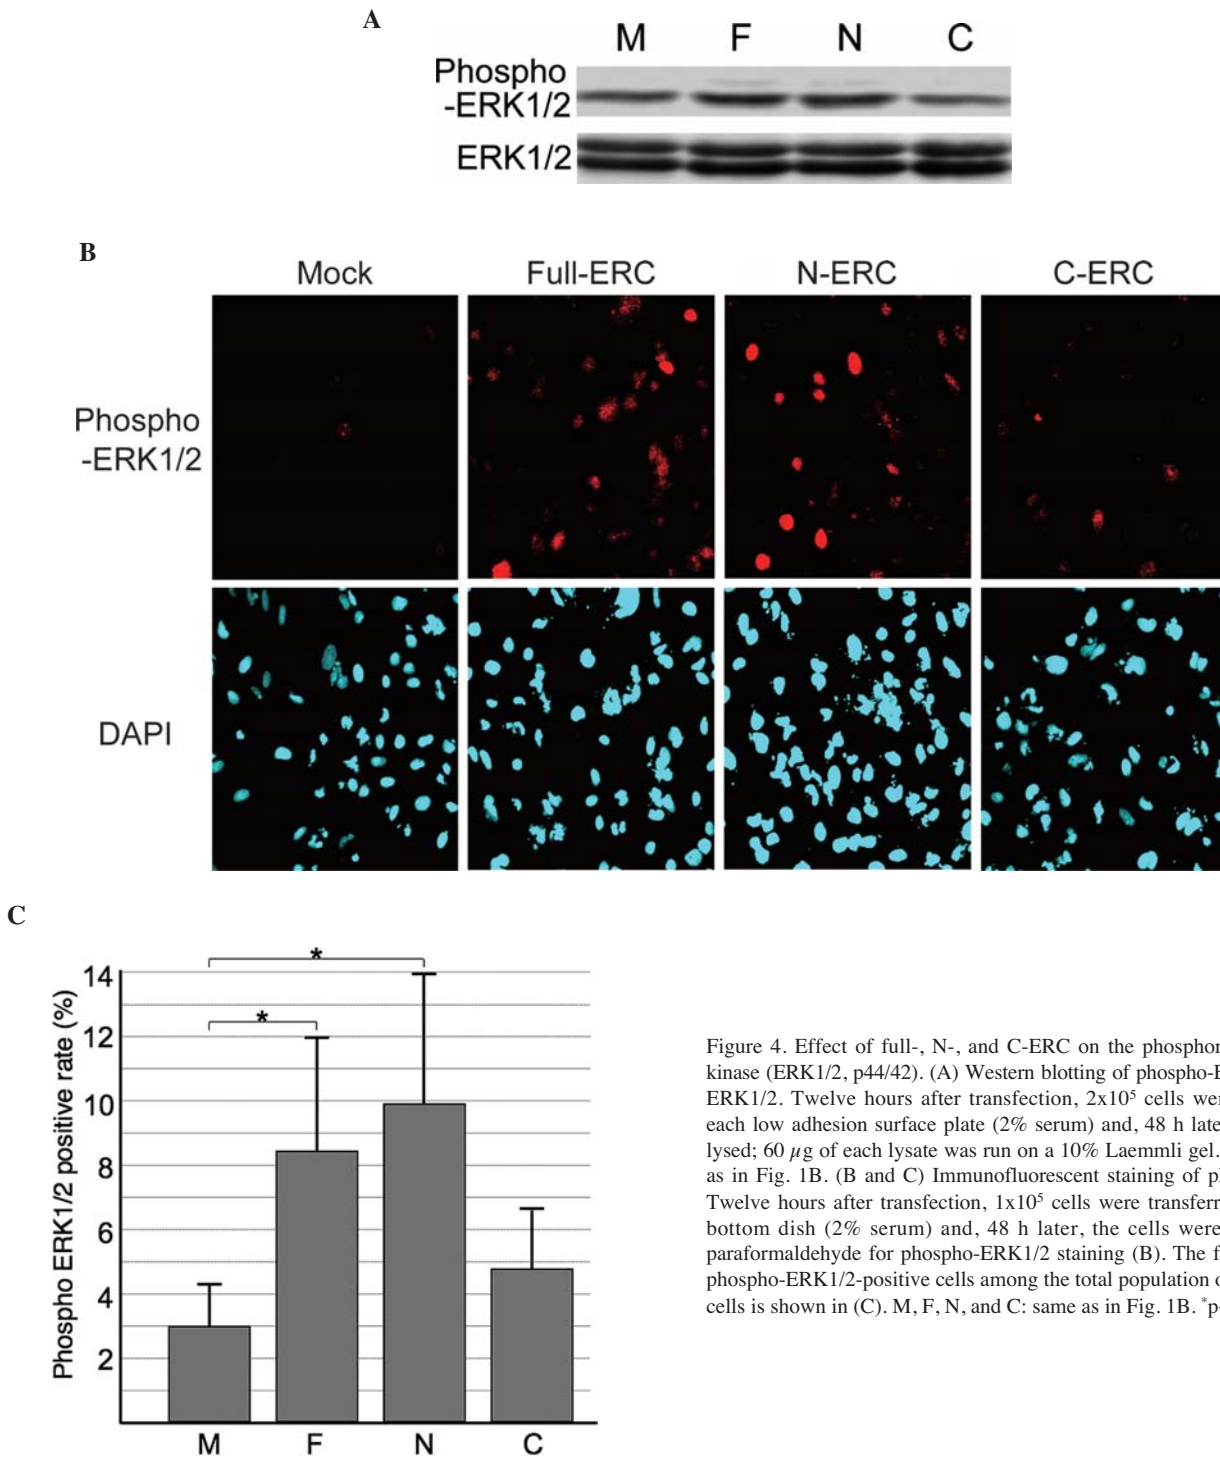 A
M F N C
Phospho
-ERK1/2
ERK1/2
B
Mock Full-ERC N-ERC C-ERC
Phospho
-ERK1/2
DAPI
C
Phospho ERK1/2 positive rate (%)
14
12
10
8
6
4
2
* 
*
M F N C
Figure 4. Effect of full-, N-, and C-ERC on the
kinase (ERK1/2, p44/42). (A) Western blotting of
ERK1/2. Twelve hours after transfection, 2x10⁵ cells
each low adhesion surface plate (2% serum) and, 48 h
lysed; 60 µg of each lysate was run on a 10% Laemmli gel.
as in Fig. 1B. (B and C) Immunofluorescent staining of
Twelve hours after transfection, 1x10⁵ cells were
bottom dish (2% serum) and, 48 h later, the cells were
paraformaldehyde for phospho-ERK1/2 staining (B). The
phospho-ERK1/2-positive cells among the total population
cells is shown in (C). M, F, N, and C: same as in Fig. 1B.